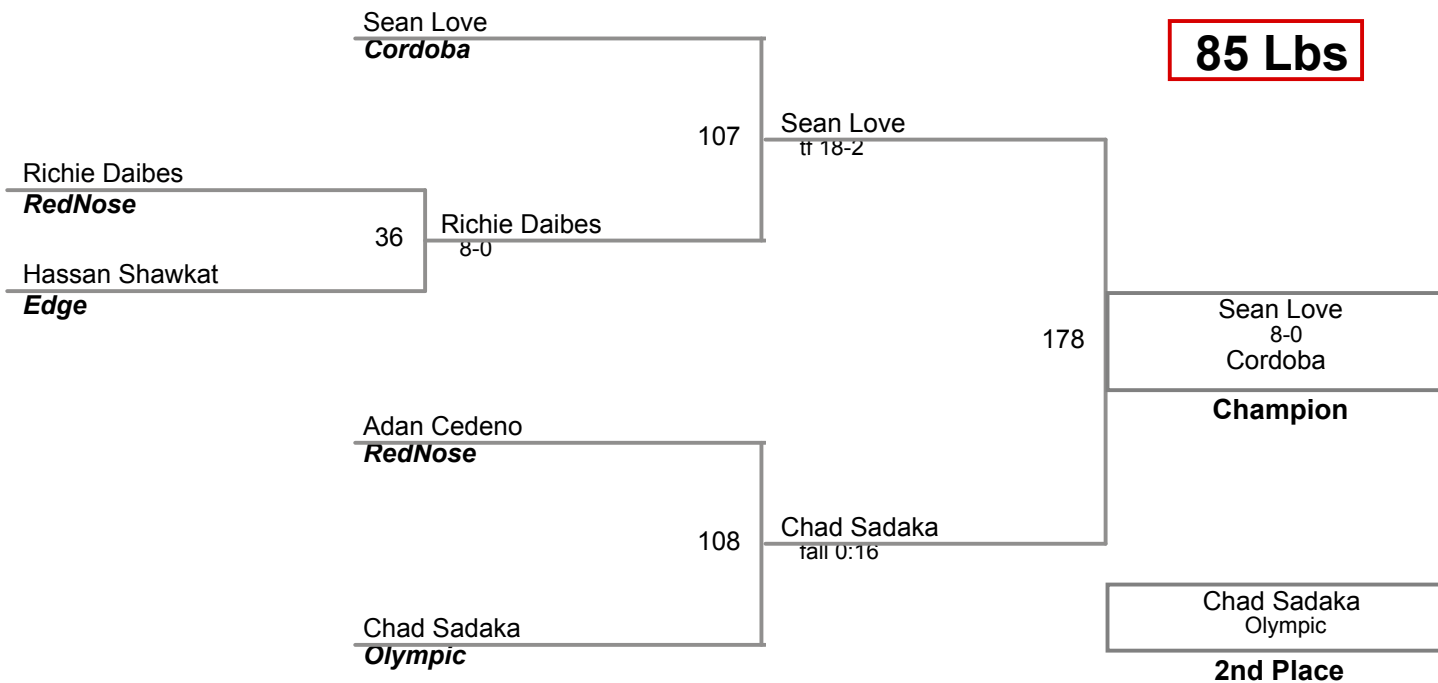 Sean Love
Cordoba
85 Lbs
107
Sean Love
tf 18-2
Richie Daibes
RedNose
36
Richie Daibes
8-0
Hassan Shawkat
Edge
178
Sean Love
8-0
Cordoba
Champion
Adan Cedeno
RedNose
108
Chad Sadaka
fall 0:16
Chad Sadaka
Olympic
Chad Sadaka
Olympic
2nd Place